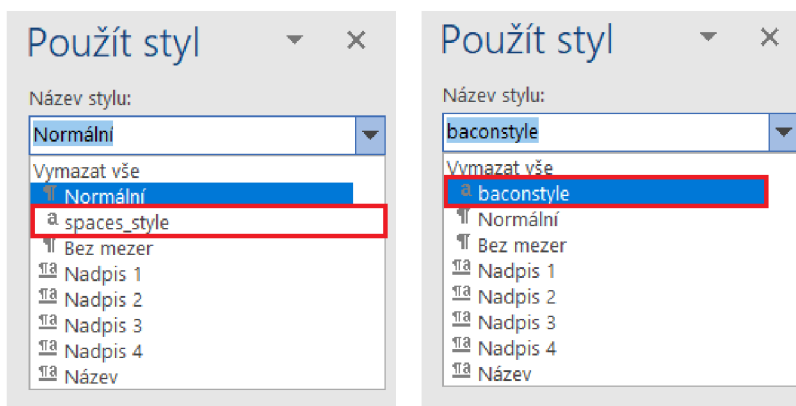 Použít styl
Název stylu:
Normální
Vymazat vše
¶ Normální
a spaces_style
¶ Bez mezer
¶a Nadpis 1
¶a Nadpis 2
¶a Nadpis 3
¶a Nadpis 4
¶a Název
Použít styl
Název stylu:
baconstyle
Vymazat vše
a baconstyle
¶ Normální
¶ Bez mezer
¶a Nadpis 1
¶a Nadpis 2
¶a Nadpis 3
¶a Nadpis 4
¶a Název